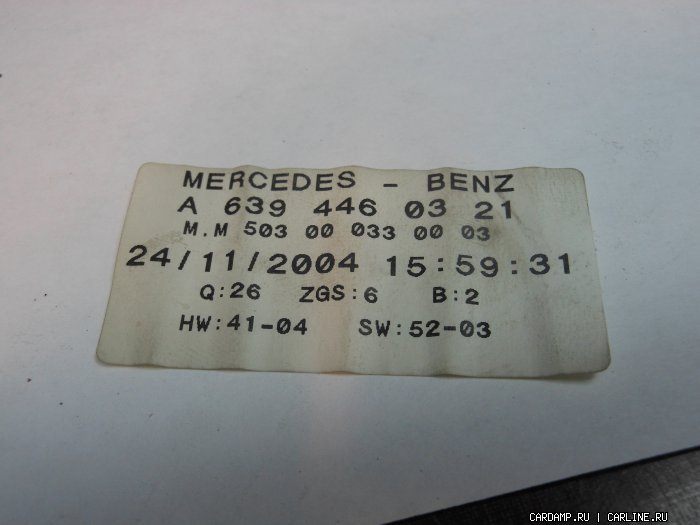 MERCEDES - BENZ
A 639 446 03 21
M.M 503 00 033 00 03
24/11/2004 15:59:31
Q:26 ZGS:6 B:2
HW:41-04 SW:52-03
CARDAMP.RU | CARLINE.RU